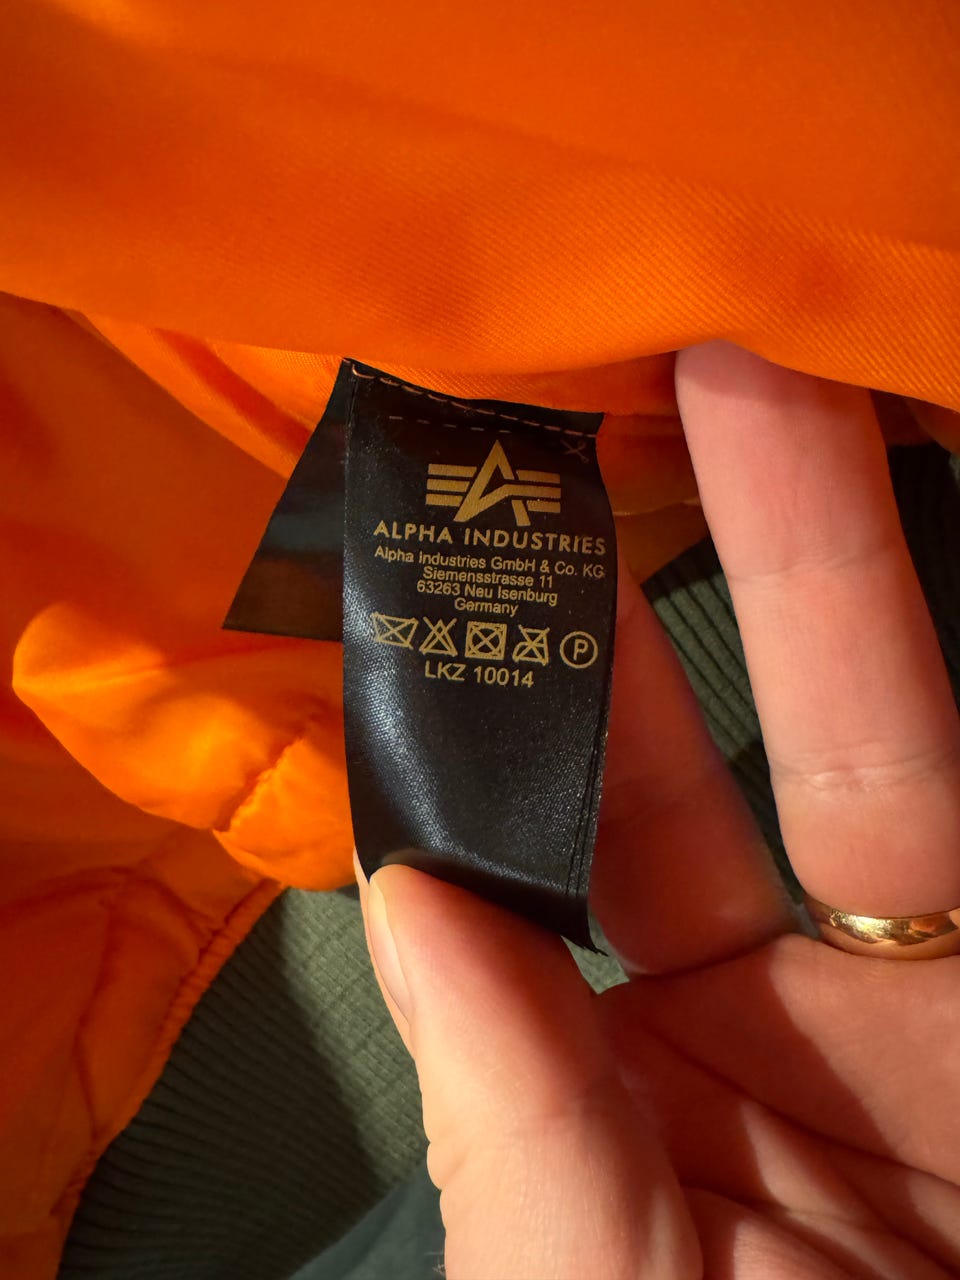 ALPHA INDUSTRIES
Alpha Industries GmbH & Co. KG
Siemensstrasse 11
63263 Neu Isenburg
Germany
P
LKZ 10014